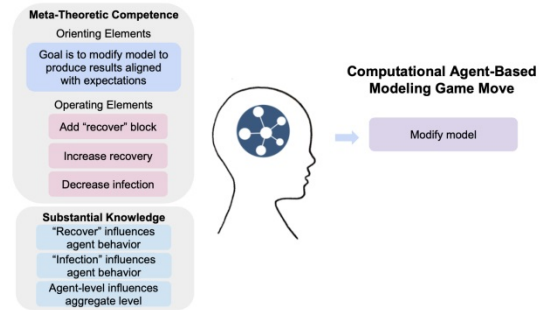 Meta-Theoretic Competence
Orienting Elements
Goal is to modify model to
produce results aligned
with expectations
Operating Elements
Add “recover” block
Increase recovery
Decrease infection
Substantial Knowledge
“Recover” influences
agent behavior
“Infection” influences
agent behavior
Agent-level influences
aggregate level
Computational Agent-Based
Modeling Game Move
Modify model